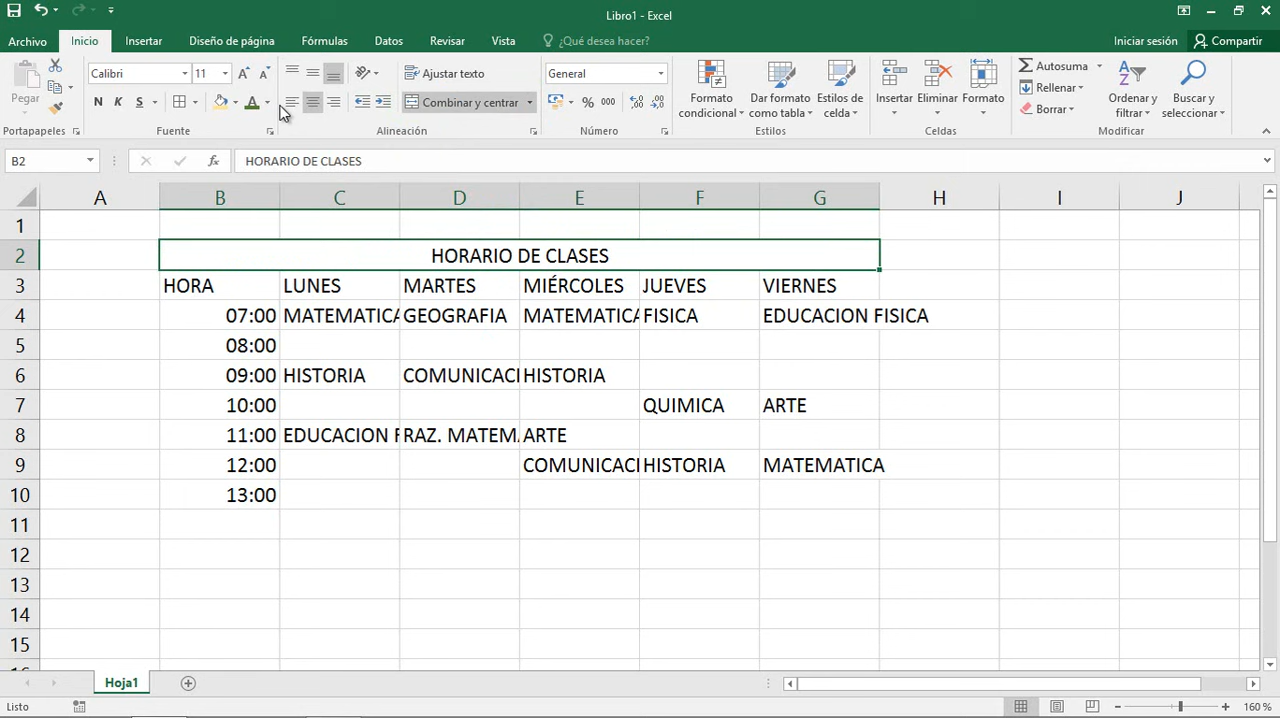 Libro1 - Excel
Archivo Inicio Insertar Diseño de página Fórmulas Datos Revisar Vista ¿Qué desea hacer? Iniciar sesión Compartir
Pegar Calibri 11 N K S Ajustar texto Combinar y centrar General % 000 Formato condicional Dar formato como tabla Estilos de celda Insertar Eliminar Formato Autosuma Rellenar Borrar Ordenar y filtrar Buscar y seleccionar
Portapapeles Fuente Alineación Número Estilos Celdas Modificar
B2 fx HORARIO DE CLASES
A B C D E F G H I J
1
2 HORARIO DE CLASES
3 HORA LUNES MARTES MIÉRCOLES JUEVES VIERNES
4 07:00 MATEMATICA GEOGRAFIA MATEMATICA FISICA EDUCACION FISICA
5 08:00
6 09:00 HISTORIA COMUNICACI HISTORIA
7 10:00 QUIMICA ARTE
8 11:00 EDUCACION F RAZ. MATEM. ARTE
9 12:00 COMUNICACI HISTORIA MATEMATICA
10 13:00
11
12
13
14
15
Hoja1
Listo 160 %